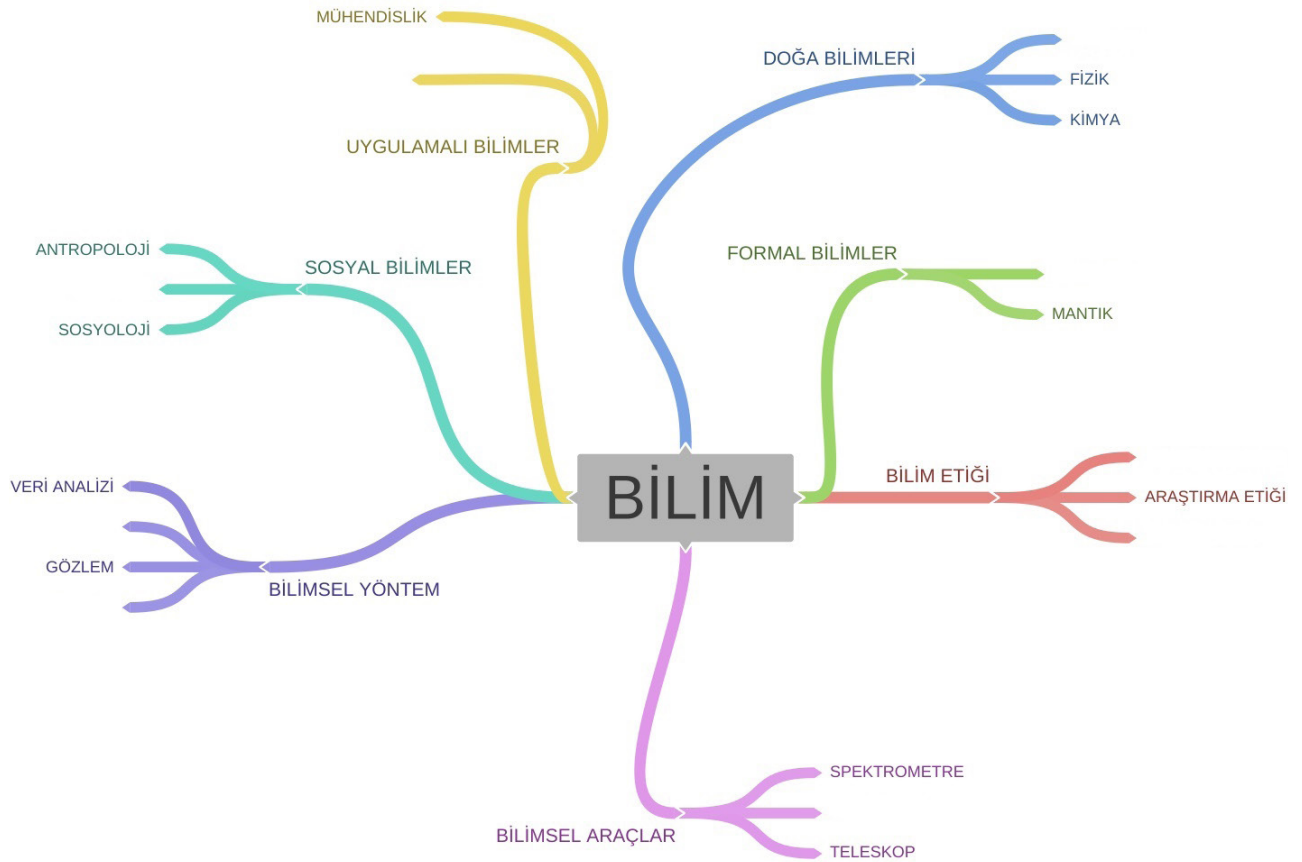 MÜHENDİSLİK
UYGULAMALI BİLİMLER
DOĞA BİLİMLERİ
FİZİK
KİMYA
ANTROPOLOJİ
SOSYAL BİLİMLER
SOSYOLOJİ
FORMAL BİLİMLER
MANTIK
VERİ ANALİZİ
GÖZLEM
BİLİMSEL YÖNTEM
BİLİM
BİLİM ETİĞİ
ARAŞTIRMA ETİĞİ
SPEKTROMETRE
BİLİMSEL ARAÇLAR
TELESKOP